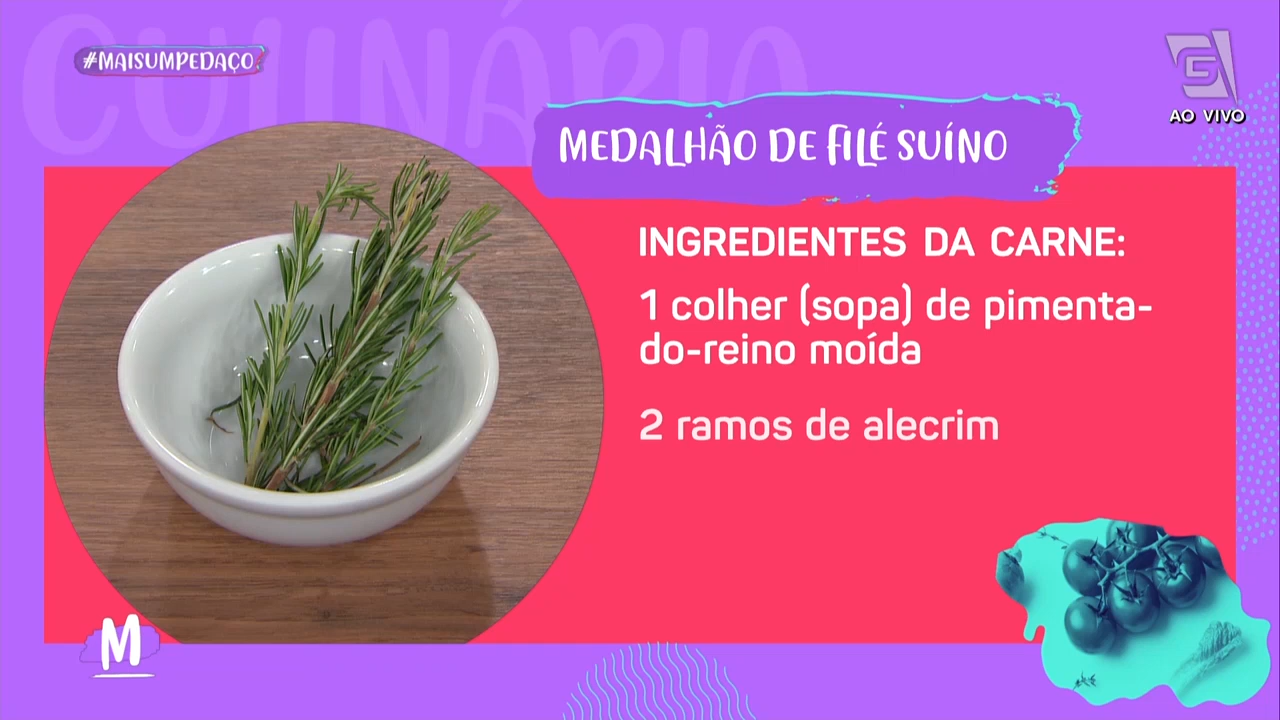 CULINÁRIA
#MAISUMPEDAÇO
G
AO VIVO
MEDALHÃO DE FILÉ SUÍNO
INGREDIENTES DA CARNE:
1 colher (sopa) de pimenta-
do-reino moída
2 ramos de alecrim
M